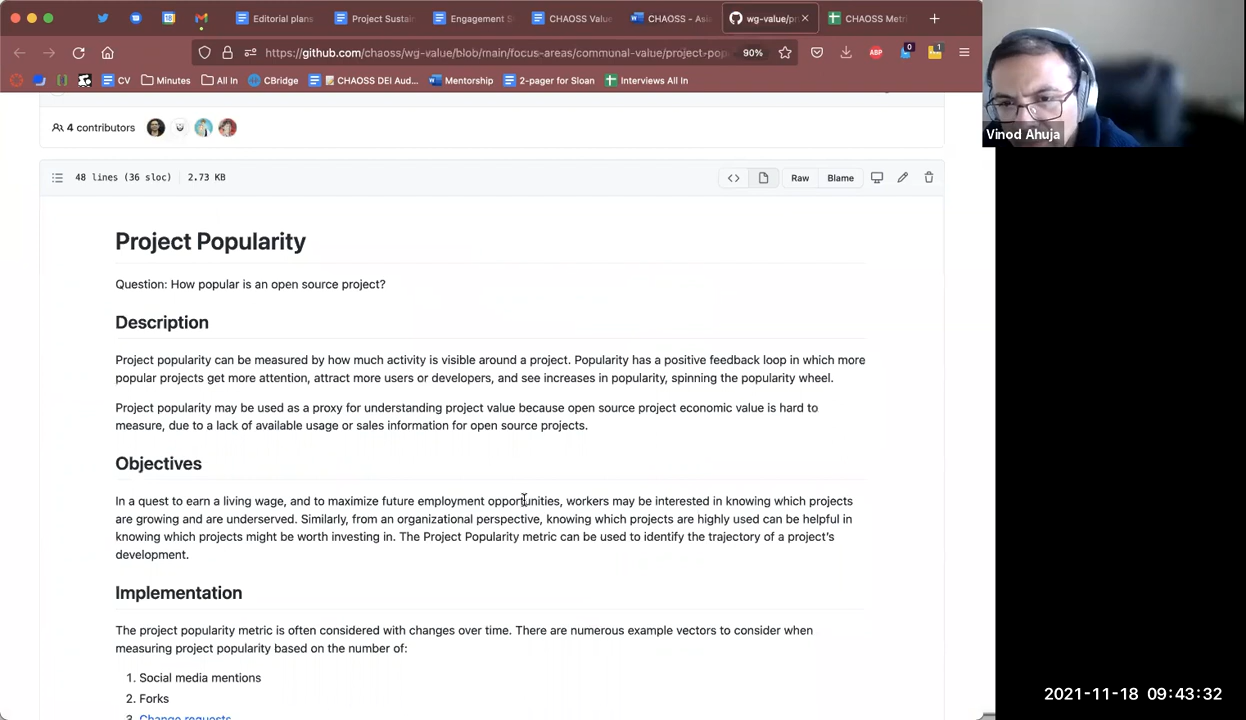 Editorial plans
Project Sustain
Engagement S
CHAOSS Value
CHAOSS - Asi
wg-value/pr
CHAOSS Metr
https://github.com/chaoss/wg-value/blob/main/focus-areas/communal-value/project-pop
90%
ABP
0
1
CV
Minutes
All In
CBridge
CHAOSS DEI Aud...
Mentorship
2-pager for Sloan
Interviews All In
Vinod Ahuja
4 contributors
48 lines (36 sloc)
2.73 KB
Raw
Blame
Project Popularity
Question: How popular is an open source project?
Description
Project popularity can be measured by how much activity is visible around a project. Popularity has a positive feedback loop in which more
popular projects get more attention, attract more users or developers, and see increases in popularity, spinning the popularity wheel.
Project popularity may be used as a proxy for understanding project value because open source project economic value is hard to
measure, due to a lack of available usage or sales information for open source projects.
Objectives
In a quest to earn a living wage, and to maximize future employment opportunities, workers may be interested in knowing which projects
are growing and are underserved. Similarly, from an organizational perspective, knowing which projects are highly used can be helpful in
knowing which projects might be worth investing in. The Project Popularity metric can be used to identify the trajectory of a project's
development.
Implementation
The project popularity metric is often considered with changes over time. There are numerous example vectors to consider when
measuring project popularity based on the number of:
1. Social media mentions
2. Forks
3. Change requests
2021-11-18 09:43:32